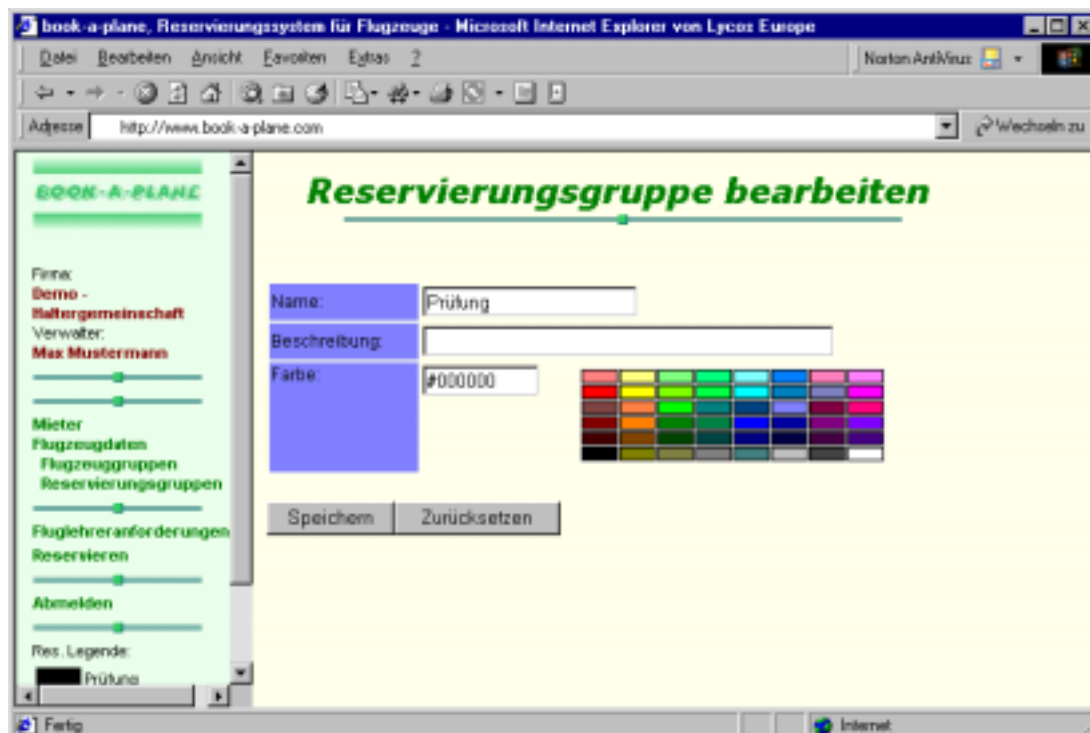 book-a-plane, Reservierungssystem für Flugzeuge - Microsoft Internet Explorer von Lycos Europe
Datei Bearbeiten Ansicht Favoriten Extras ?
Norton AntiVirus
Adresse http://www.book-a-plane.com
Wechseln zu
BOOK-A-PLANE
Firma:
Demo -
Haltergemeinschaft
Verwalter:
Max Mustermann
Mieter
Flugzeugdaten
Flugzeuggruppen
Reservierungsgruppen
Fluglehreranforderungen
Reservieren
Abmelden
Res. Legende:
Prüfung
Reservierungsgruppe bearbeiten
Name: Prüfung
Beschreibung:
Farbe: #000000
Speichern Zurücksetzen
Fertig
Internet